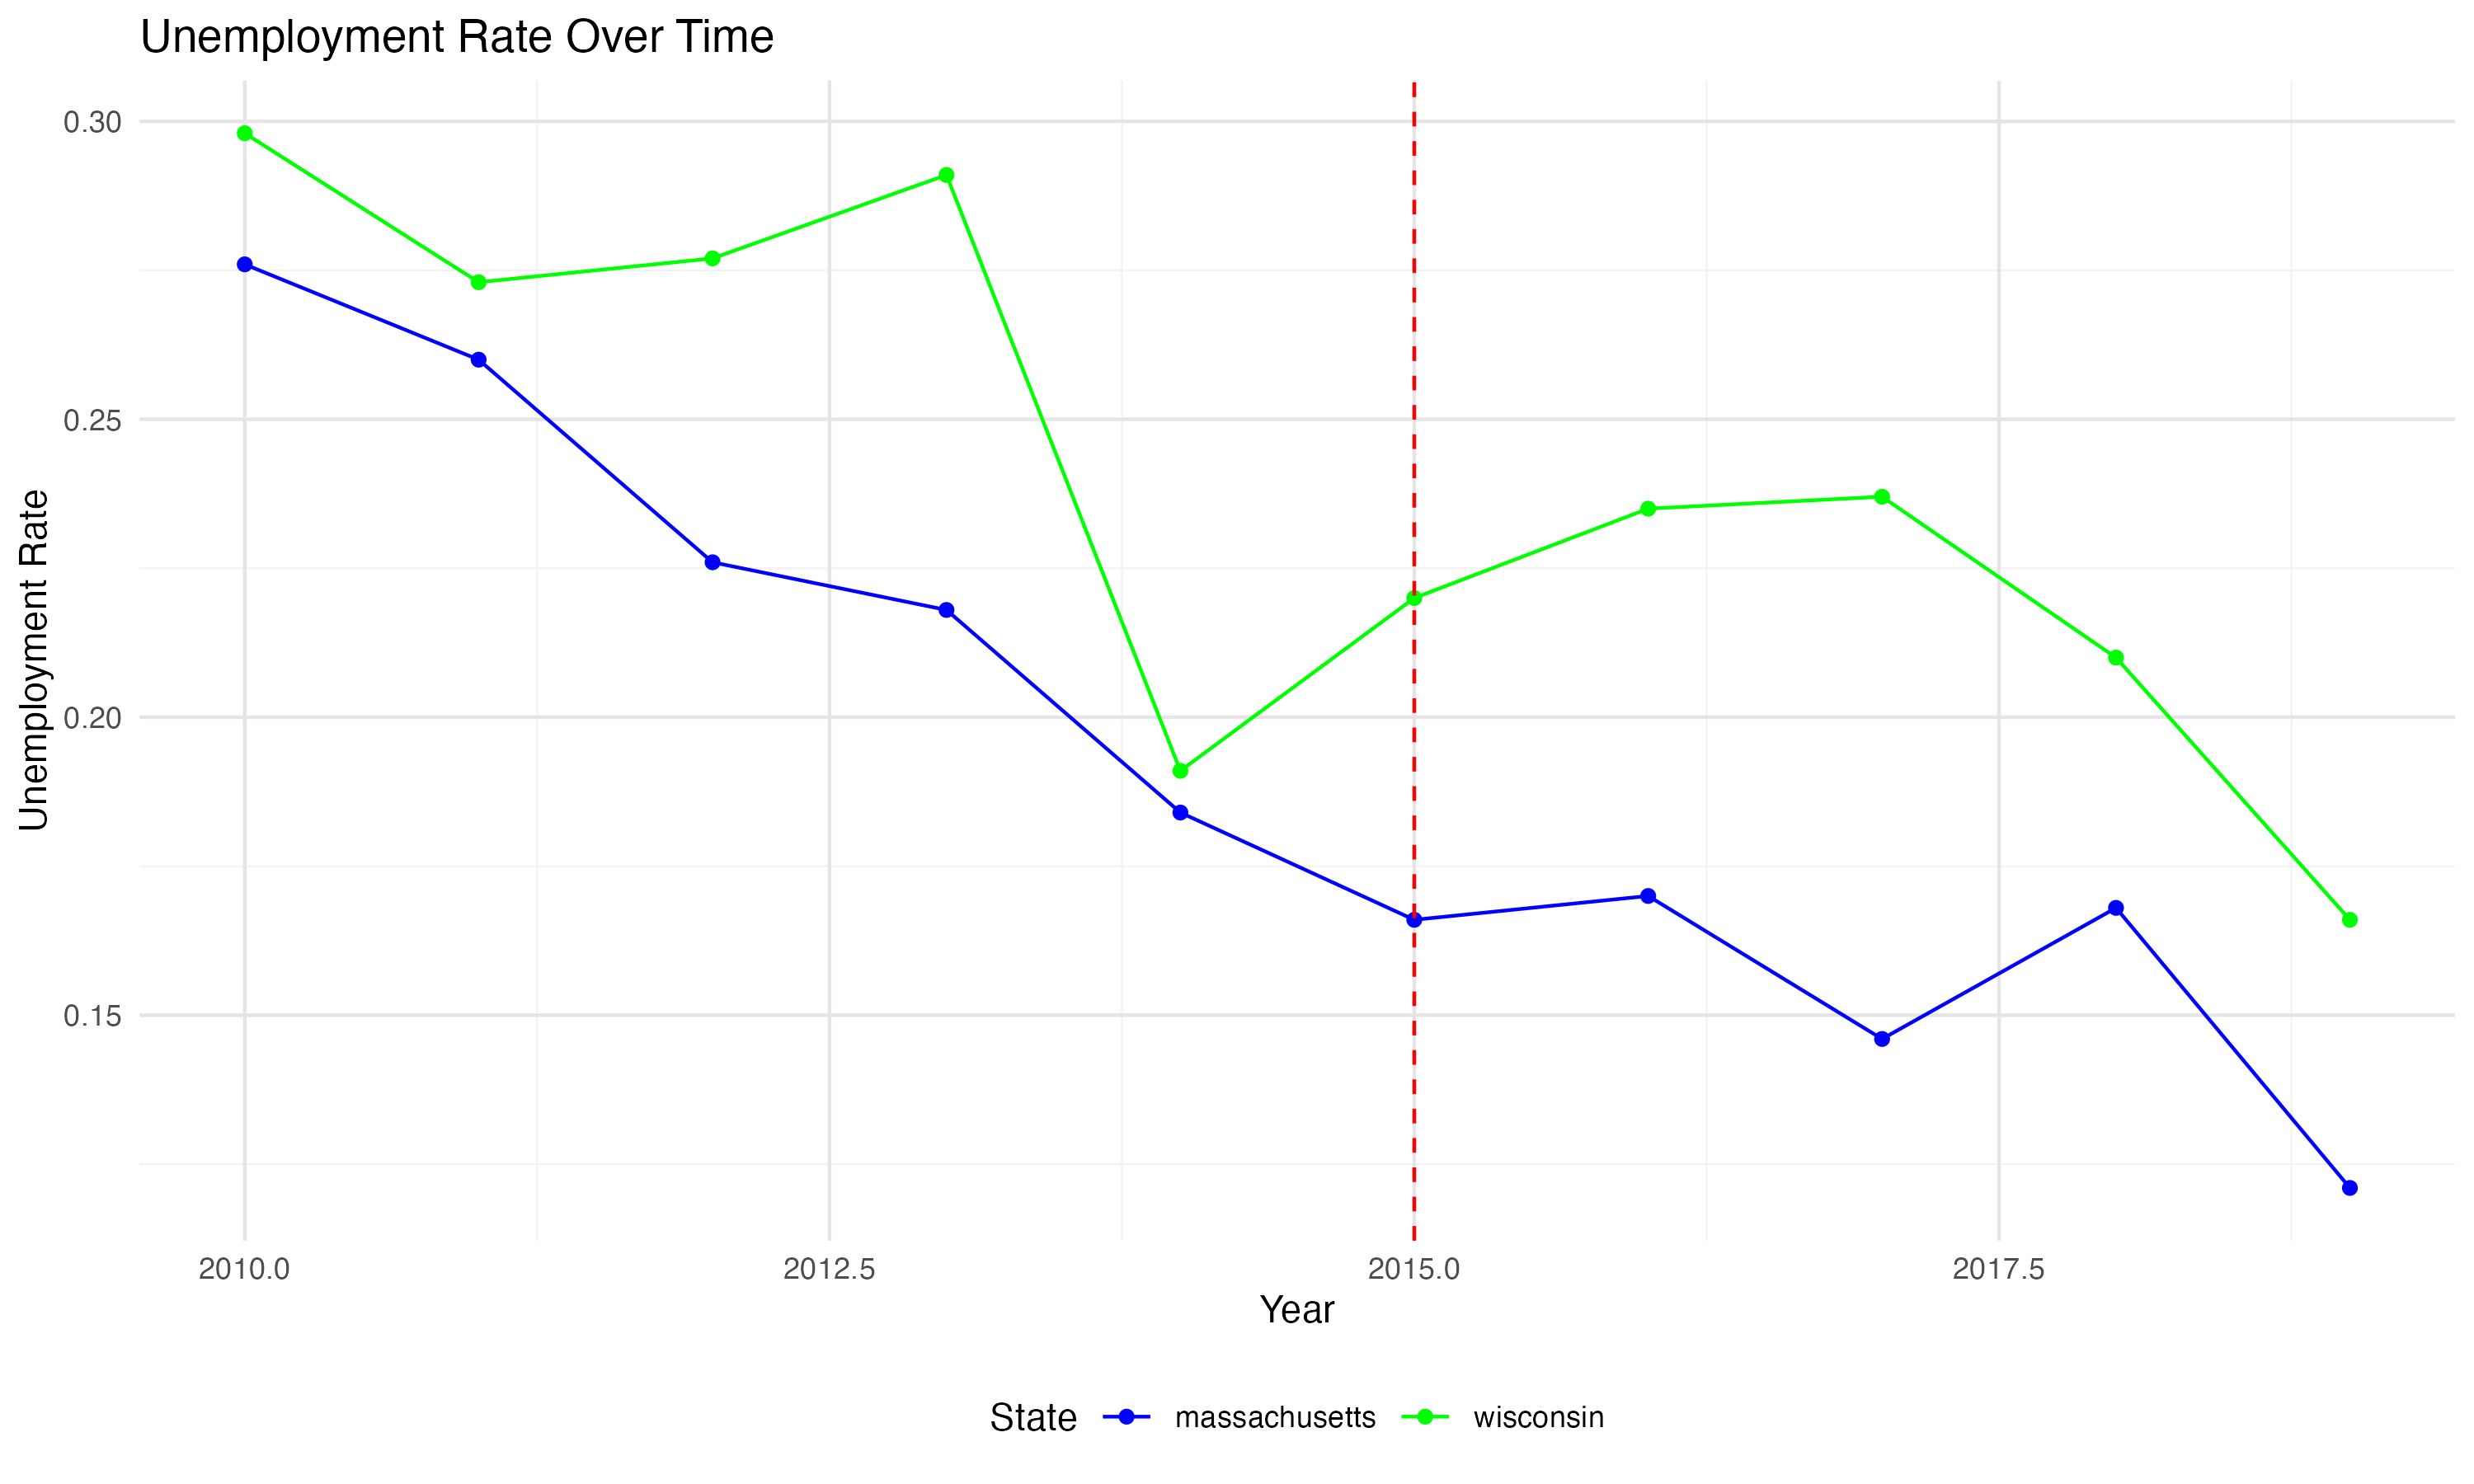 Unemployment Rate Over Time
Unemployment Rate
0.30
0.25
0.20
0.15
2010.0 2012.5 2015.0 2017.5
Year
State massachusetts wisconsin